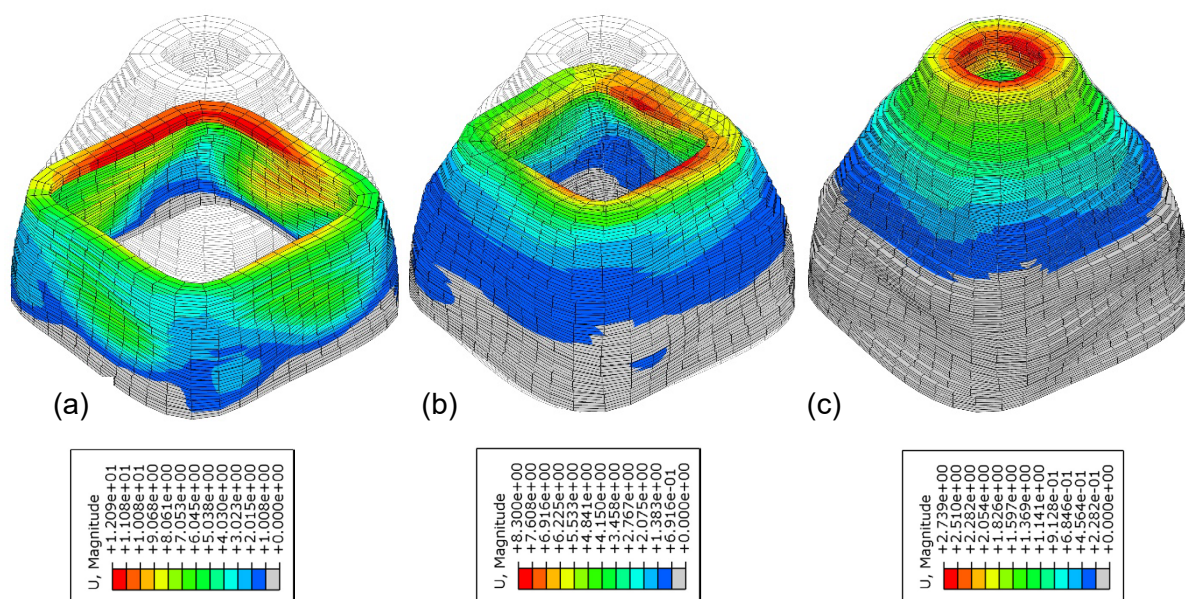 (a)
(b)
(c)
U, Magnitude
+1.209e+01
+1.108e+01
+1.008e+01
+9.068e+00
+8.061e+00
+7.053e+00
+6.045e+00
+5.038e+00
+4.030e+00
+3.023e+00
+2.015e+00
+1.008e+00
+0.000e+00
U, Magnitude
+8.300e+00
+7.608e+00
+6.916e+00
+6.225e+00
+5.533e+00
+4.841e+00
+4.150e+00
+3.458e+00
+2.767e+00
+2.075e+00
+1.383e+00
+6.916e-01
+0.000e+00
U, Magnitude
+2.739e+00
+2.510e+00
+2.282e+00
+2.054e+00
+1.826e+00
+1.597e+00
+1.369e+00
+1.141e+00
+9.128e-01
+6.846e-01
+4.564e-01
+2.282e-01
+0.000e+00